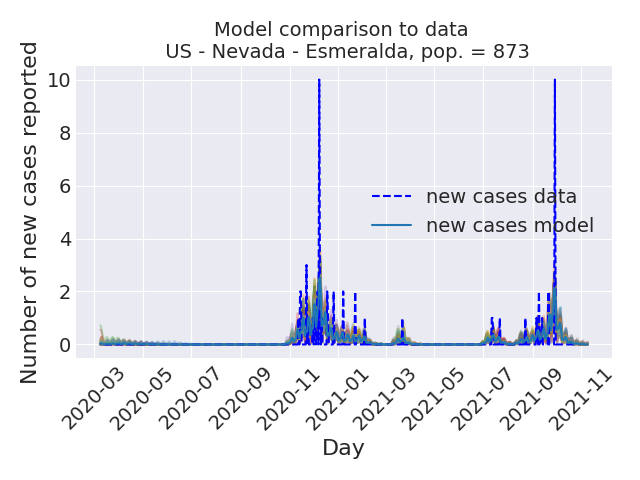 Model comparison to data
US - Nevada - Esmeralda, pop. = 873
Number of new cases reported
10
8
6
4
2
0
new cases data
new cases model
2020-03
2020-05
2020-07
2020-09
2020-11
2021-01
2021-03
2021-05
2021-07
2021-09
2021-11
Day